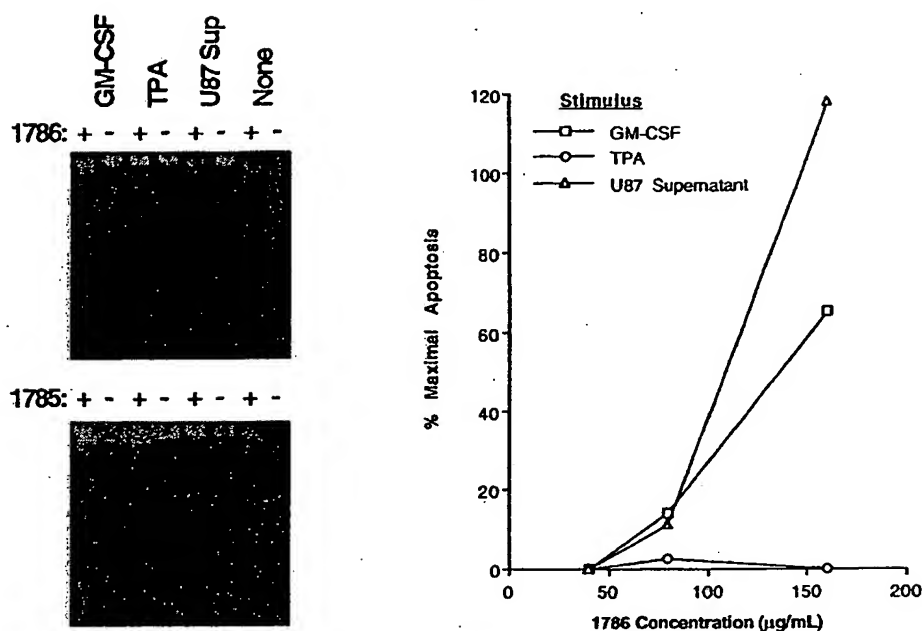 GM-CSF
TPA
U87 Sup
None
1786: + - + - + - + -
1785: + - + - + - + -
Stimulus
GM-CSF
TPA
U87 Supernatant
120
100
80
60
40
20
0
% Maximal Apoptosis
0 50 100 150 200
1786 Concentration (µg/mL)